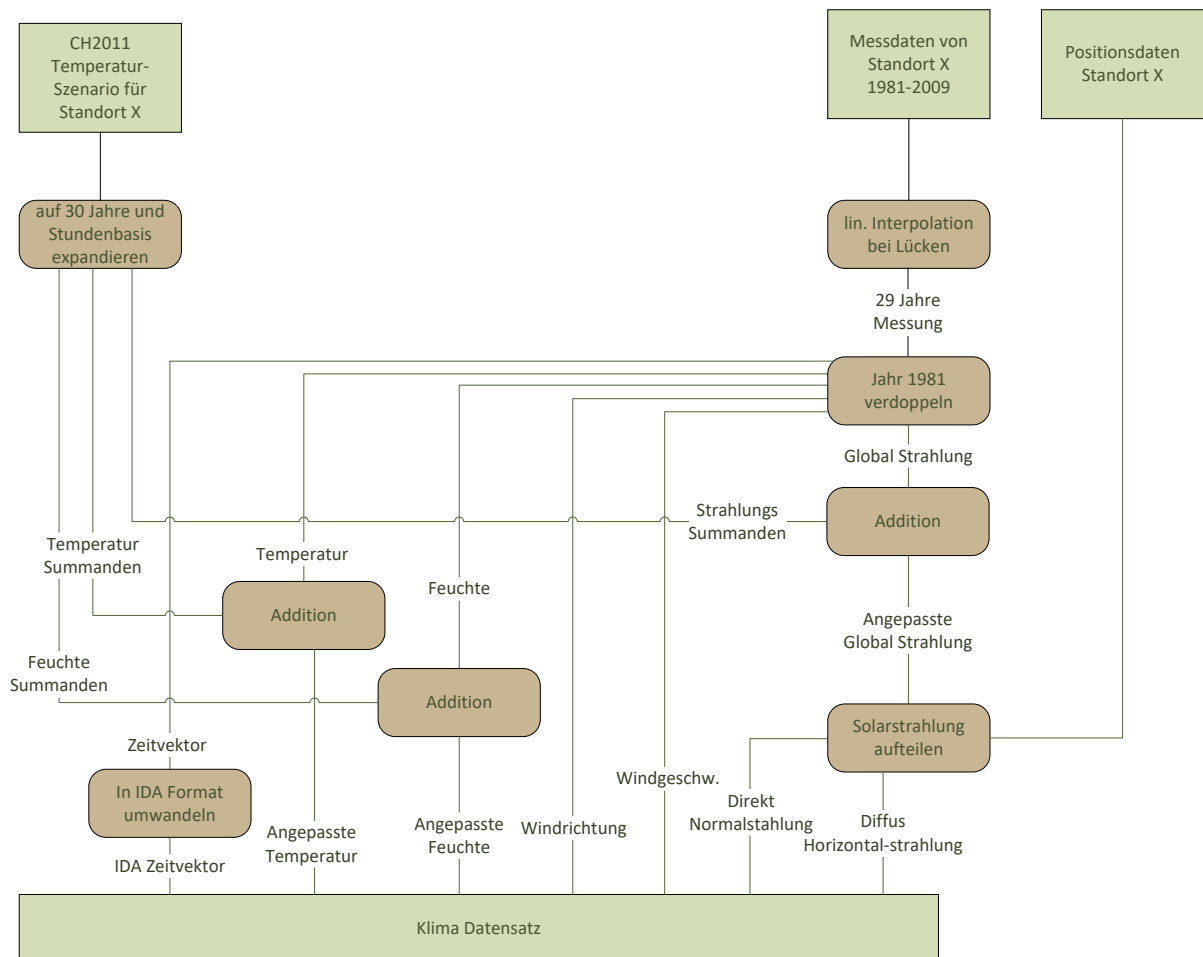 CH2011
Temperatur-
Szenario für
Standort X
Messdaten von
Standort X
1981-2009
Positionsdaten
Standort X
auf 30 Jahre und
Stundenbasis
expandieren
lin. Interpolation
bei Lücken
29 Jahre
Messung
Jahr 1981
verdoppeln
Global Strahlung
Strahlungs
Summanden
Addition
Temperatur
Summanden
Temperatur
Addition
Feuchte
Angepasste
Global Strahlung
Feuchte
Summanden
Addition
Solarstrahlung
aufteilen
Zeitvektor
In IDA Format
umwandeln
Windgeschw.
Direkt
Normalstahlung
Diffus
Horizontal-strahlung
Windrichtung
Angepasste
Temperatur
Angepasste
Feuchte
IDA Zeitvektor
Klima Datensatz